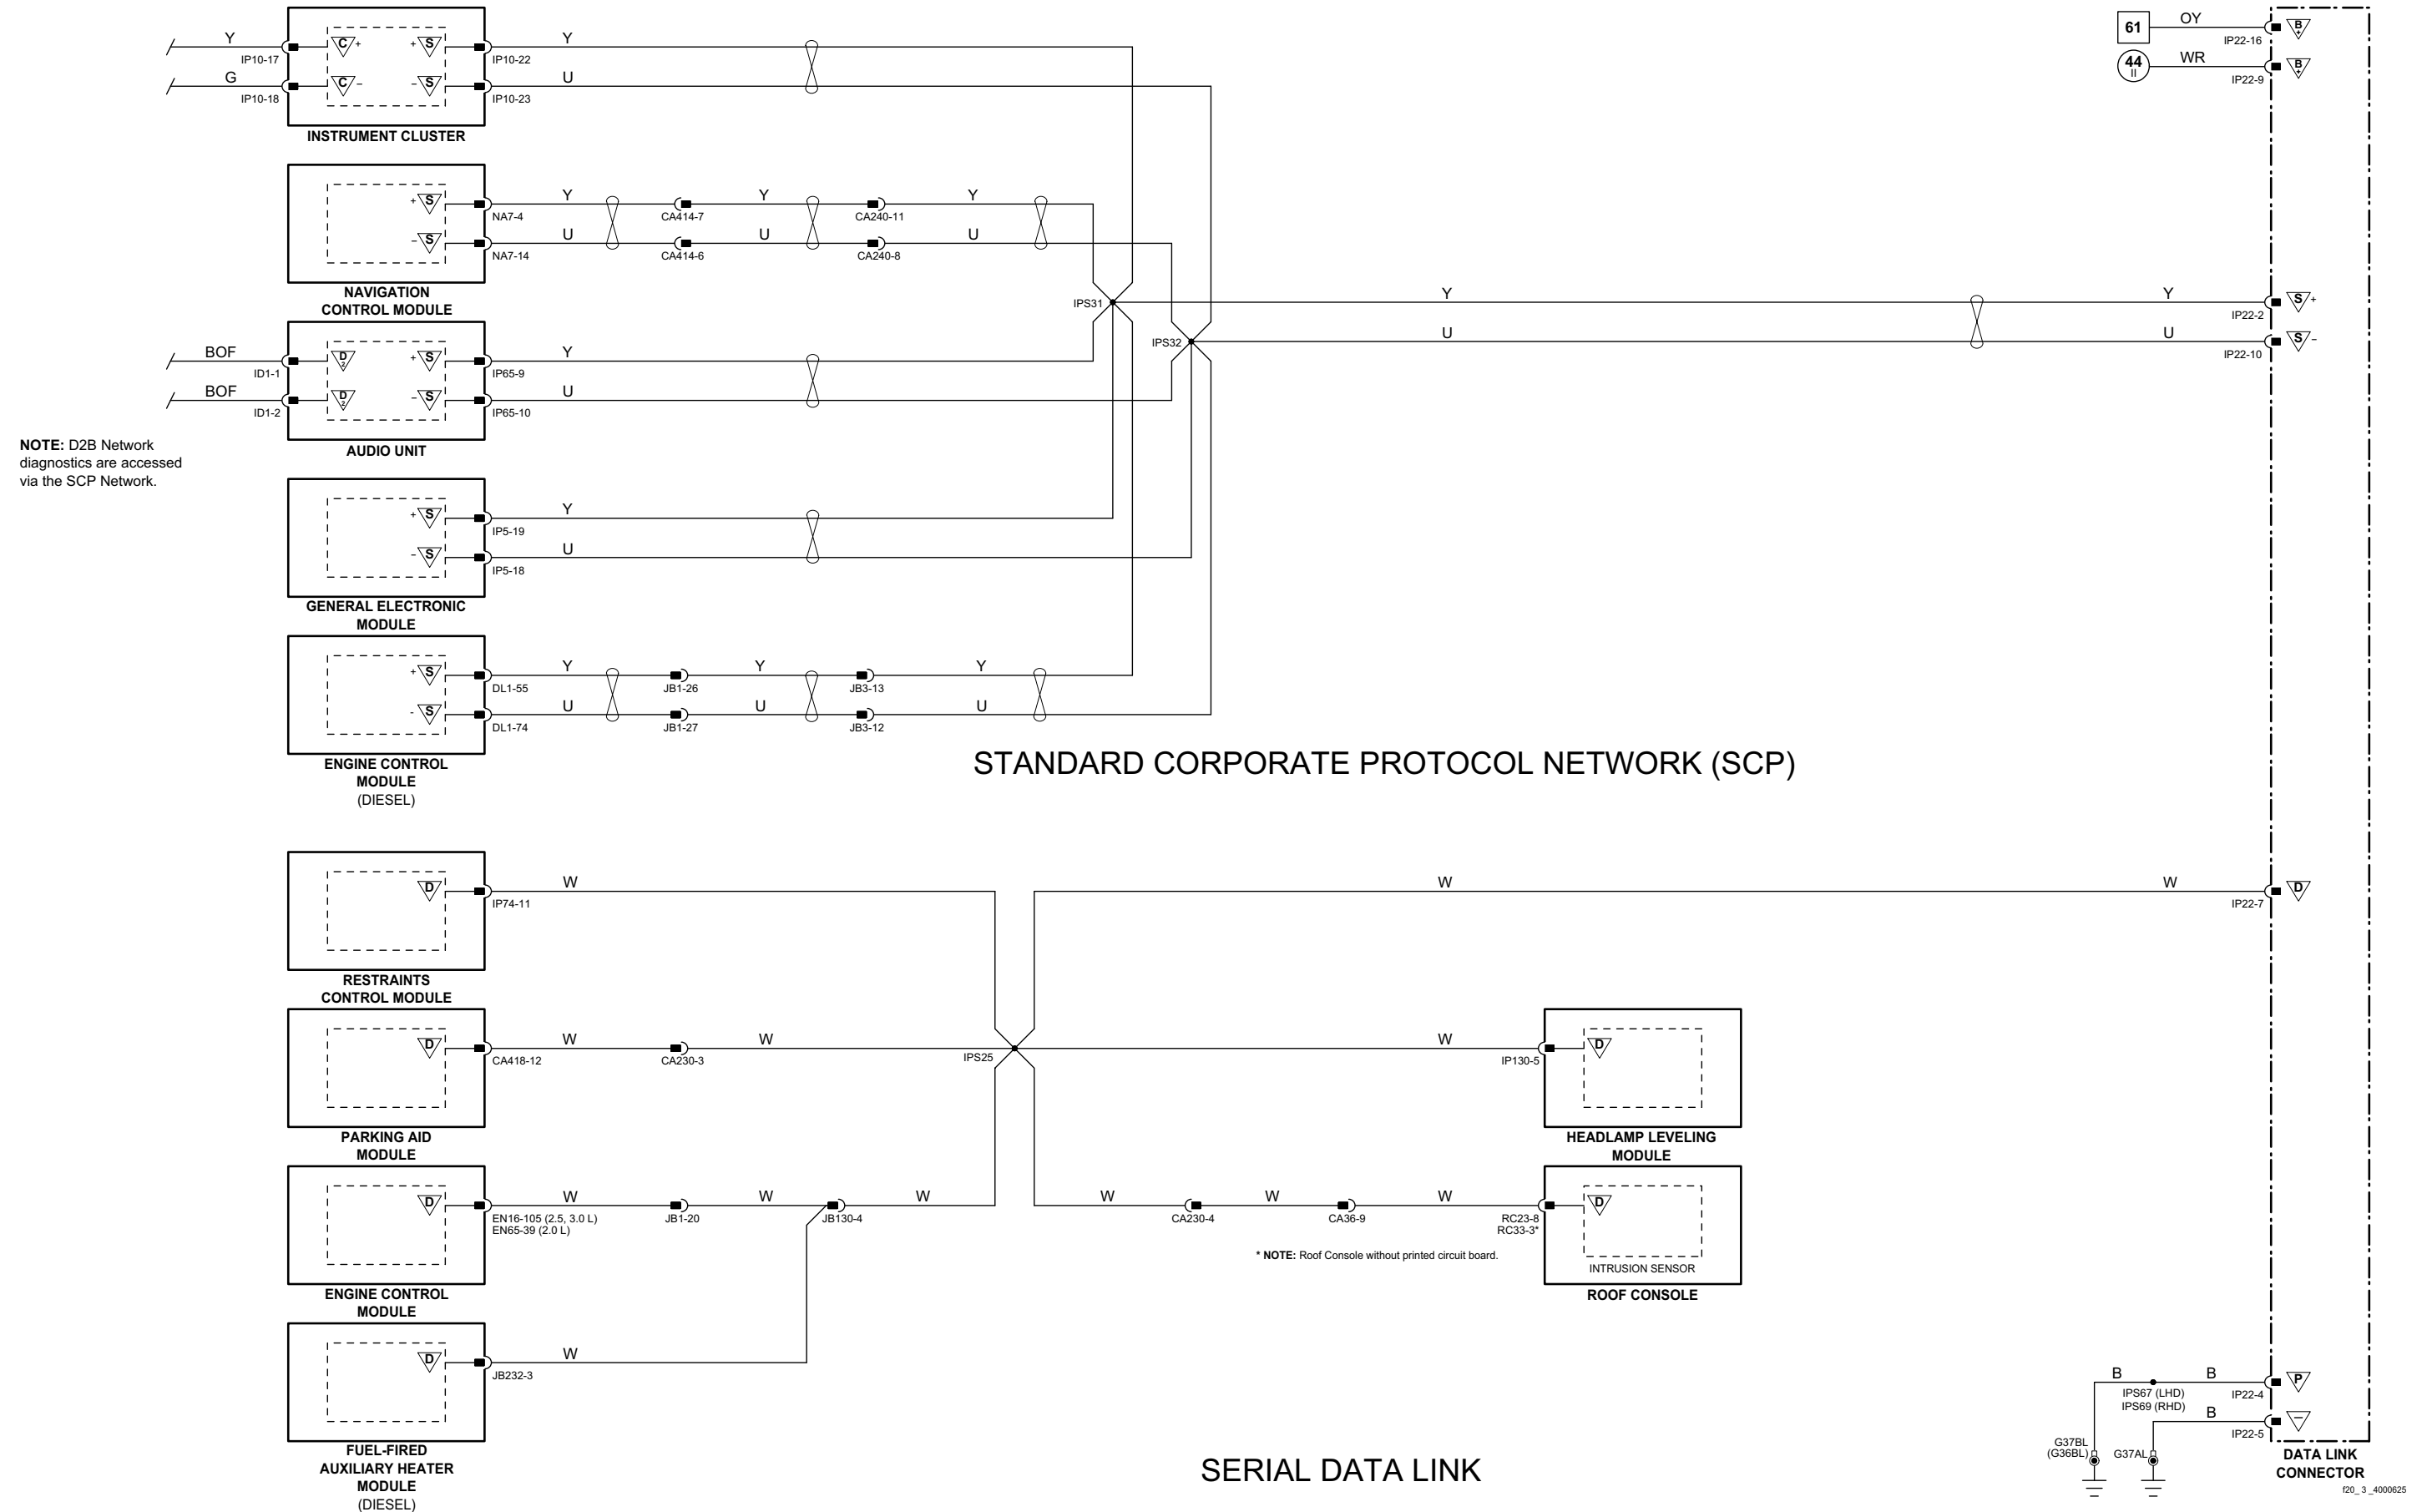 Y
IP10-17
G
IP10-18
C +
C –
+ S
– S
Y
IP10-22
U
IP10-23
INSTRUMENT CLUSTER
61
OY
IP22-16
B +
44
II
WR
IP22-9
B +
+ S
– S
NA7-4
NA7-14
Y
U
CA414-7
CA414-6
Y
U
CA240-11
CA240-8
Y
U
NAVIGATION
CONTROL MODULE
IPS31
IPS32
Y
U
Y
U
IP22-2
IP22-10
S +
S –
BOF
ID1-1
BOF
ID1-2
D2
D2
+ S
– S
Y
IP65-9
U
IP65-10
AUDIO UNIT
NOTE: D2B Network
diagnostics are accessed
via the SCP Network.
+ S
– S
Y
IP5-19
U
IP5-18
GENERAL ELECTRONIC
MODULE
+ S
- S
Y
DL1-55
U
DL1-74
JB1-26
JB1-27
Y
U
JB3-13
JB3-12
Y
U
ENGINE CONTROL
MODULE
(DIESEL)
STANDARD CORPORATE PROTOCOL NETWORK (SCP)
D
W
IP74-11
RESTRAINTS
CONTROL MODULE
W
W
IP22-7
D
D
W
CA418-12
CA230-3
W
IPS25
W
IP130-5
D
PARKING AID
MODULE
HEADLAMP LEVELING
MODULE
D
W
EN16-105 (2.5, 3.0 L)
EN65-39 (2.0 L)
JB1-20
W
JB130-4
W
W
CA230-4
W
CA36-9
W
RC23-8
RC33-3*
D
* NOTE: Roof Console without printed circuit board.
INTRUSION SENSOR
ENGINE CONTROL
MODULE
ROOF CONSOLE
D
W
JB232-3
FUEL-FIRED
AUXILIARY HEATER
MODULE
(DIESEL)
SERIAL DATA LINK
B
IPS67 (LHD)
IPS69 (RHD)
B
IP22-4
P
B
IP22-5
–
G37BL
(G36BL)
G37AL
DATA LINK
CONNECTOR
f20_ 3 _4000625